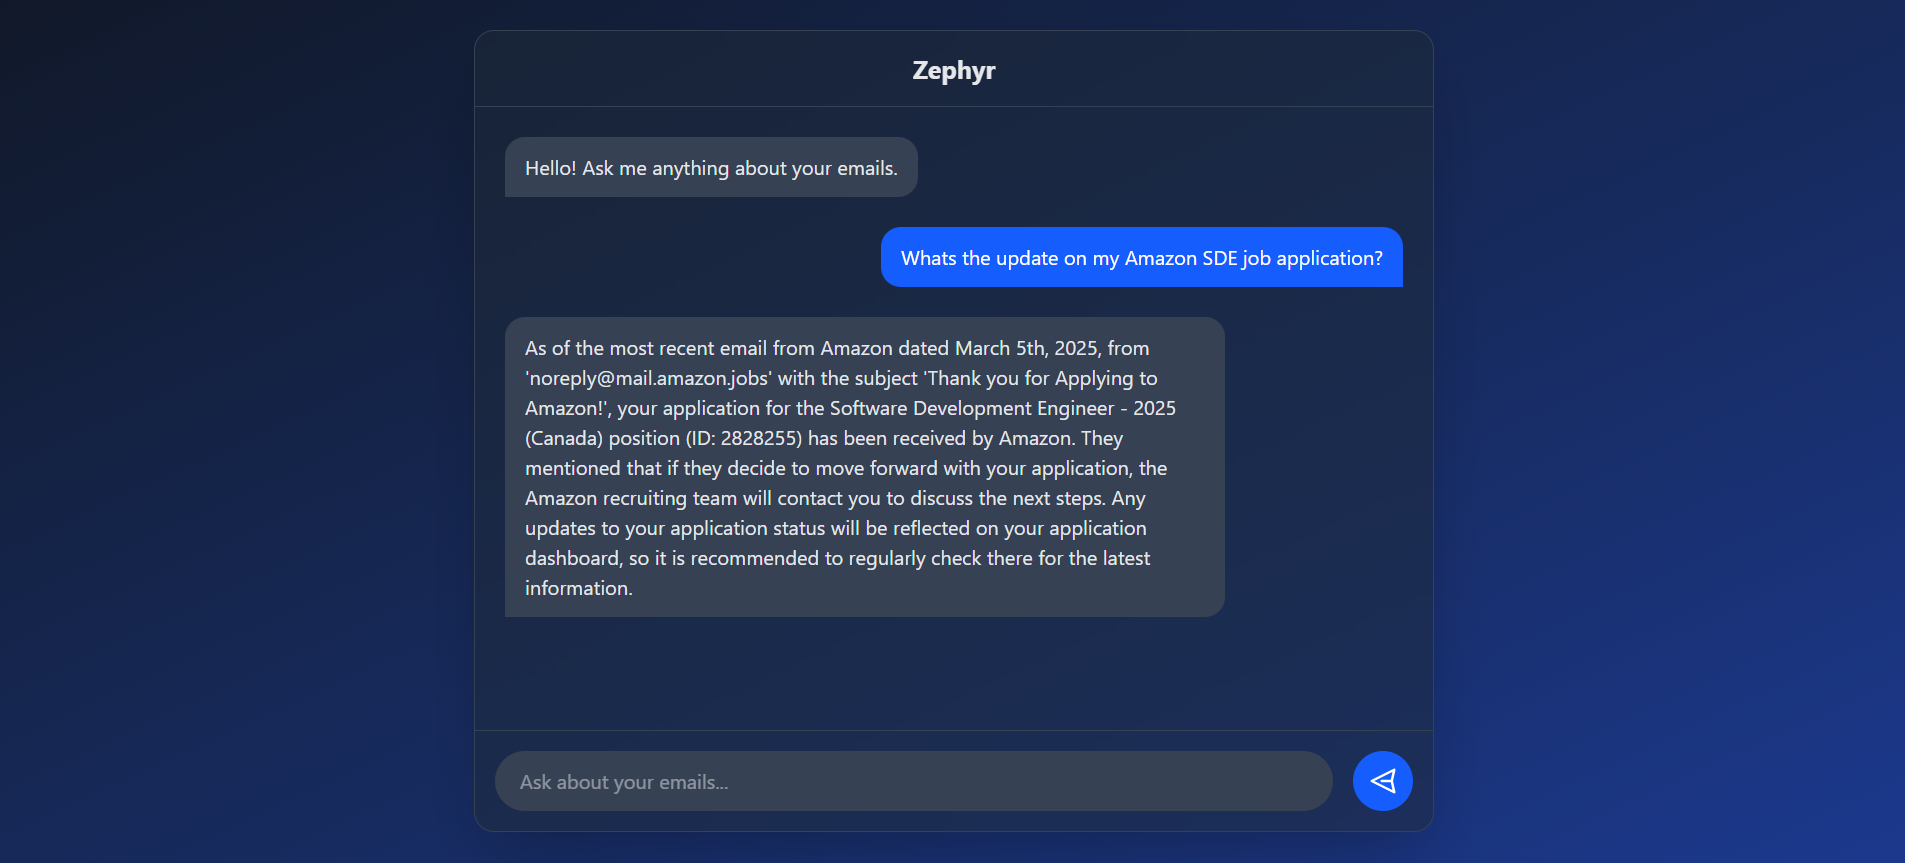 Zephyr
Hello! Ask me anything about your emails.
Whats the update on my Amazon SDE job application?
As of the most recent email from Amazon dated March 5th, 2025, from
'noreply@mail.amazon.jobs' with the subject 'Thank you for Applying to
Amazon!', your application for the Software Development Engineer - 2025
(Canada) position (ID: 2828255) has been received by Amazon. They
mentioned that if they decide to move forward with your application, the
Amazon recruiting team will contact you to discuss the next steps. Any
updates to your application status will be reflected on your application
dashboard, so it is recommended to regularly check there for the latest
information.
Ask about your emails...